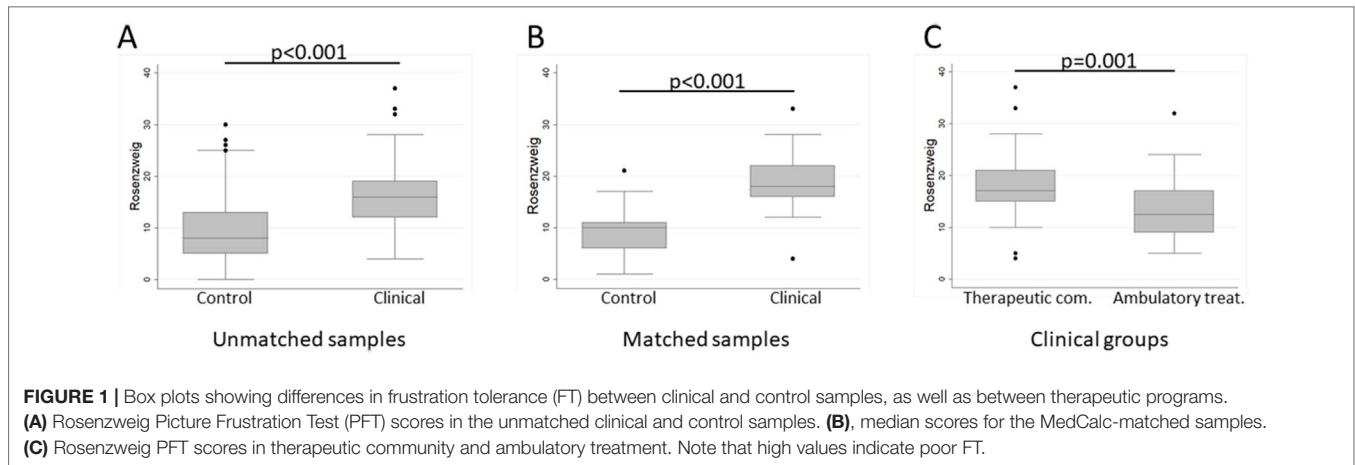 A
p<0.001
40
30
20
10
0
Rosenzweig
Control
Clinical
Unmatched samples
B
p<0.001
40
30
20
10
0
Rosenzweig
Control
Clinical
Matched samples
C
p=0.001
40
30
20
10
0
Rosenzweig
Therapeutic com.
Ambulatory treat.
Clinical groups
FIGURE 1 | Box plots showing differences in frustration tolerance (FT) between clinical and control samples, as well as between therapeutic programs.
(A) Rosenzweig Picture Frustration Test (PFT) scores in the unmatched clinical and control samples. (B), median scores for the MedCalc-matched samples.
(C) Rosenzweig PFT scores in therapeutic community and ambulatory treatment. Note that high values indicate poor FT.